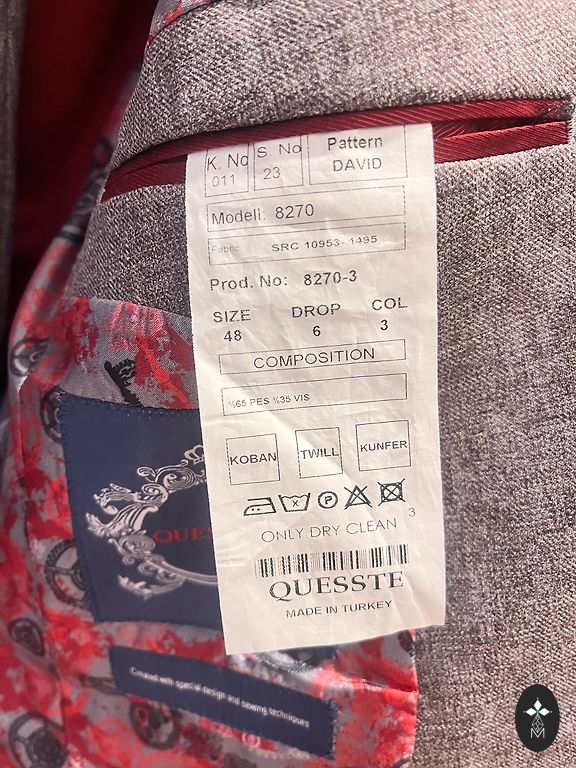 K. No
011
S. No
23
Pattern
DAVID
Modell: 8270
Fabric SRC 10953- 1495
Prod. No: 8270-3
SIZE DROP COL
48 6 3
COMPOSITION
%65 PES %35 VIS
KOBAN TWILL KUNFER
P
ONLY DRY CLEAN 3
QUESSTE
MADE IN TURKEY
QUES
Created with special design and sewing techniques
M